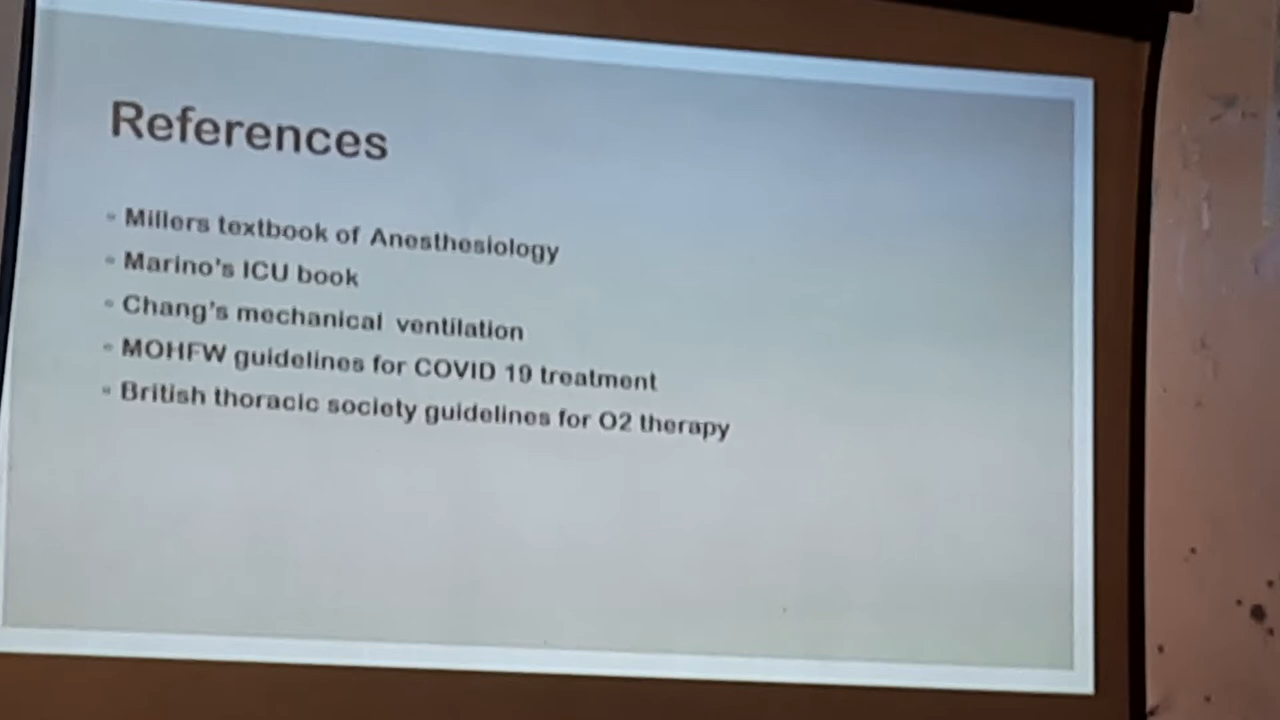 References
Millers textbook of Anesthesiology
Marino's ICU book
Chang's mechanical ventilation
MOHFW guidelines for COVID 19 treatment
British thoracic society guidelines for O2 therapy